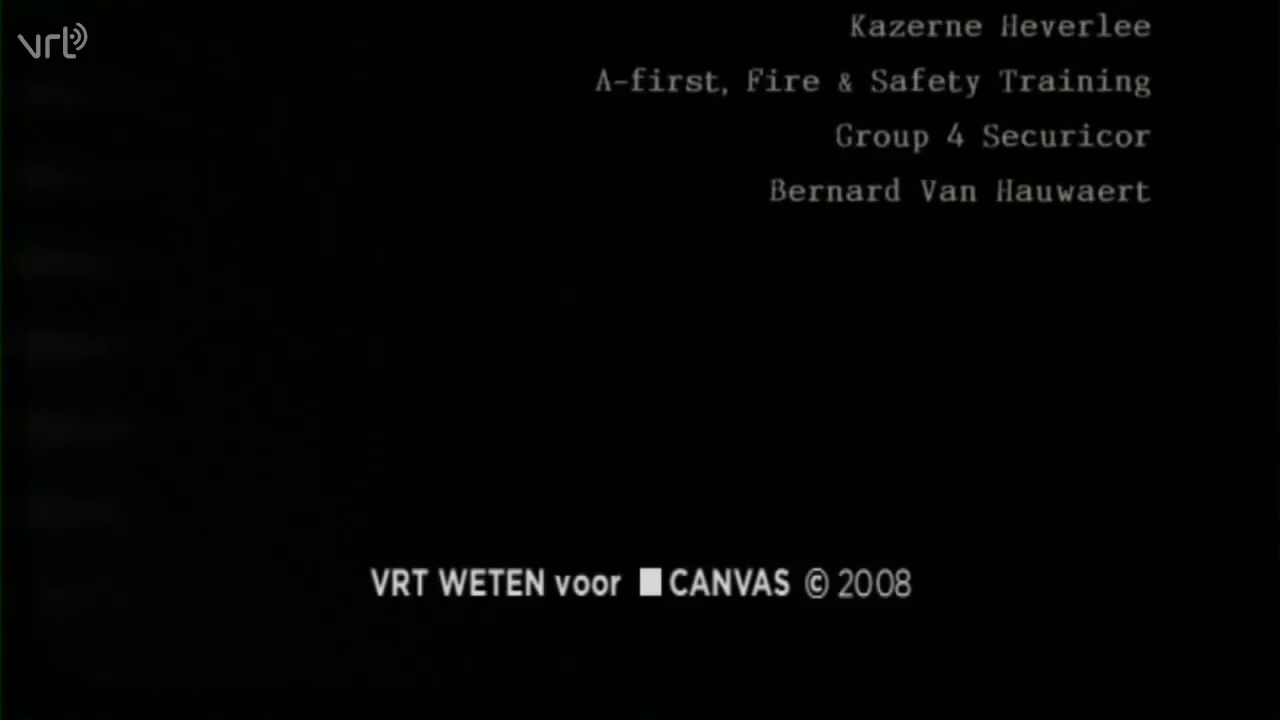 vrt
Kazerne Heverlee
A-first, Fire & Safety Training
Group 4 Securicor
Bernard Van Hauwaert
VRT WETEN voor CANVAS © 2008